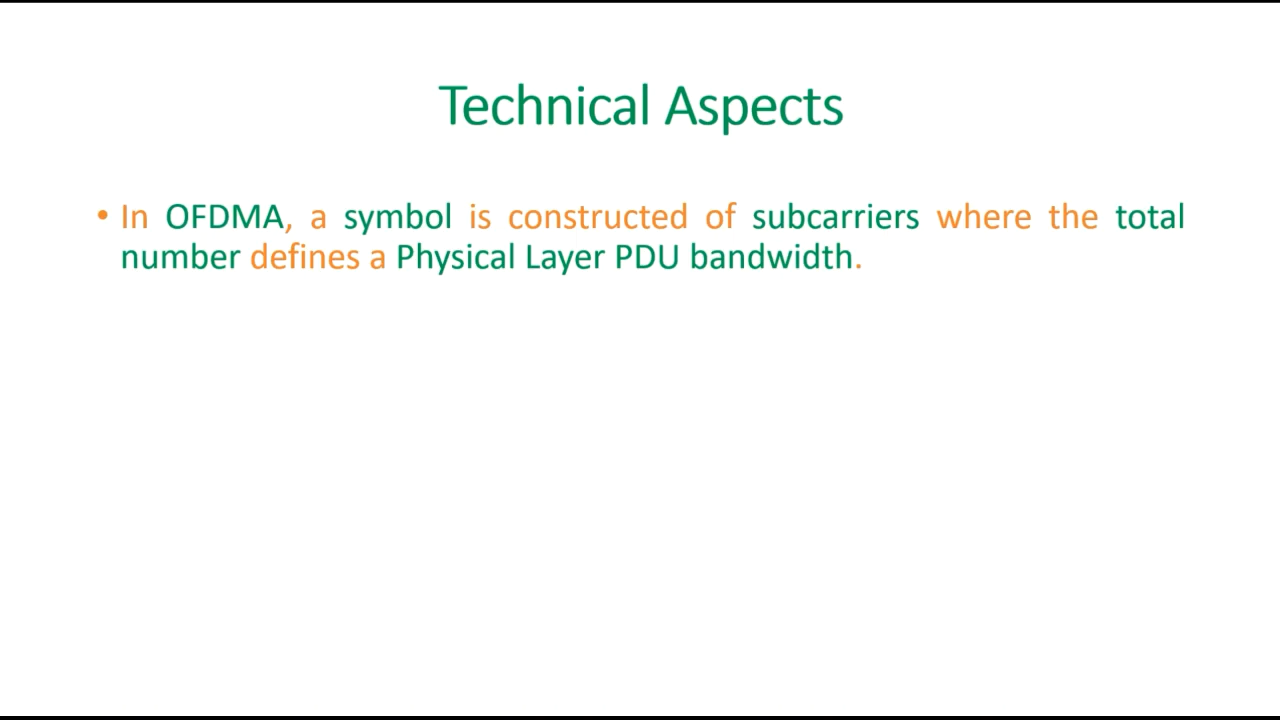 Technical Aspects
• In OFDMA, a symbol is constructed of subcarriers where the total
number defines a Physical Layer PDU bandwidth.